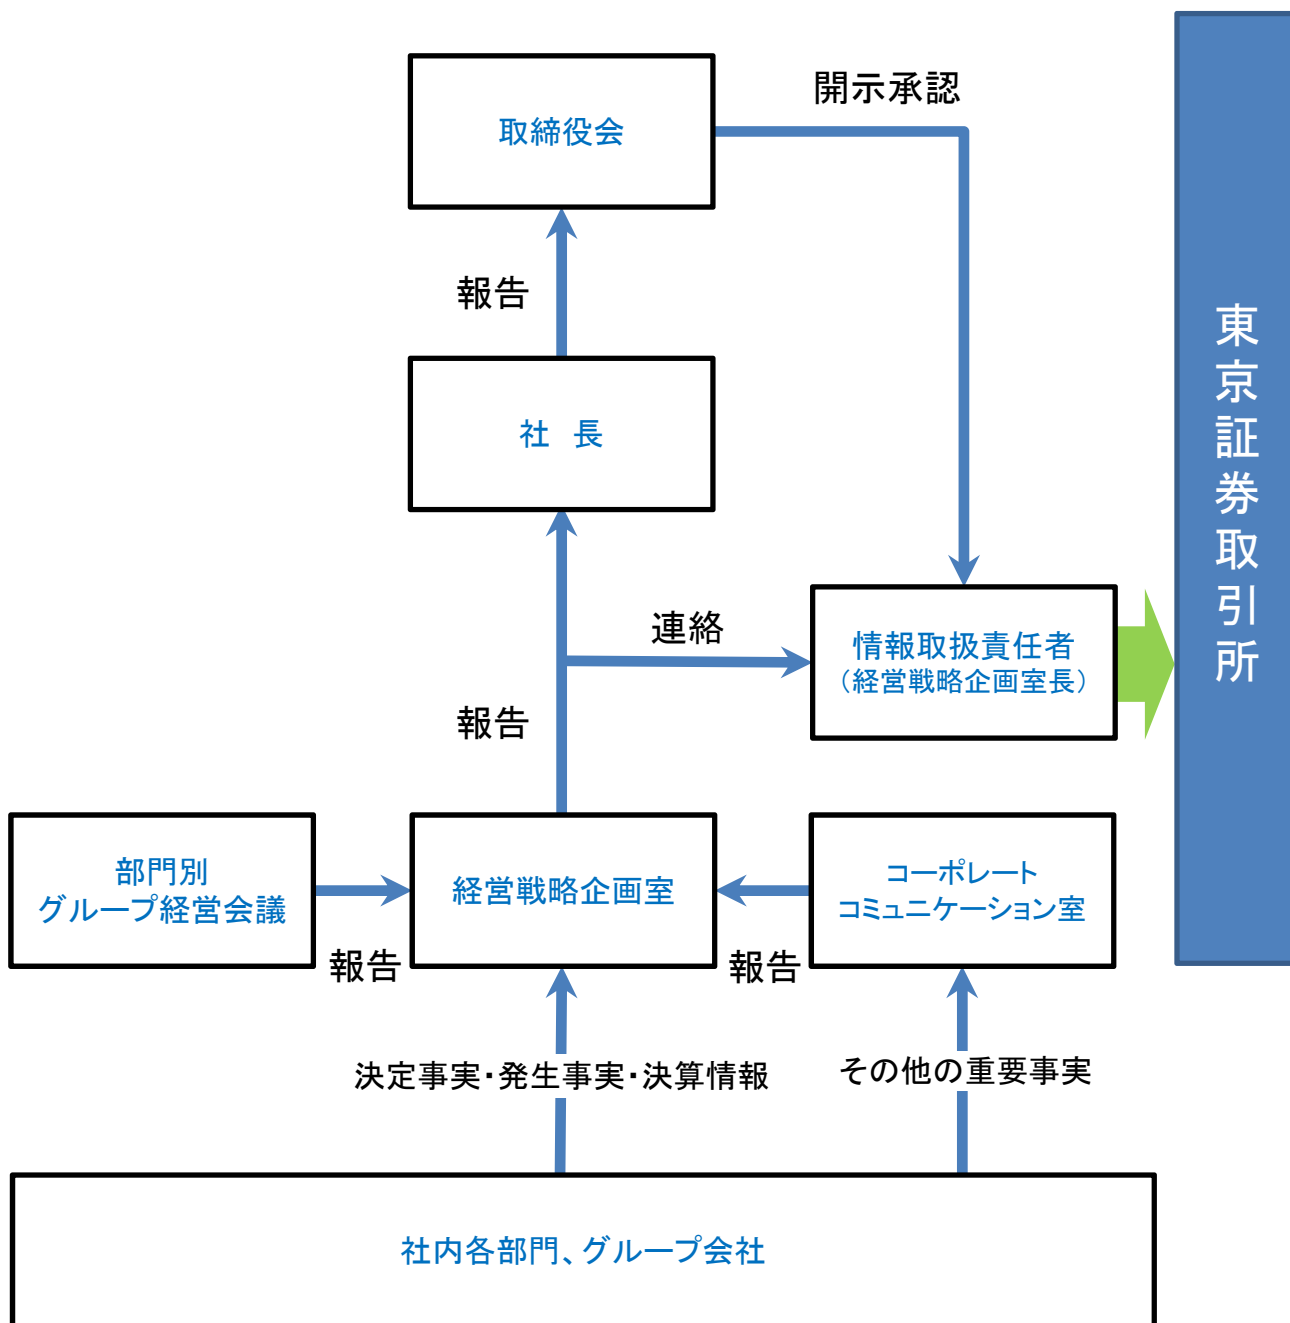 開示承認
取締役会
報告
社　長
東京証券取引所
連絡
情報取扱責任者
（経営戦略企画室長）
報告
部門別
グループ経営会議
経営戦略企画室
コーポレート
コミュニケーション室
報告
報告
決定事実・発生事実・決算情報
その他の重要事実
社内各部門、グループ会社